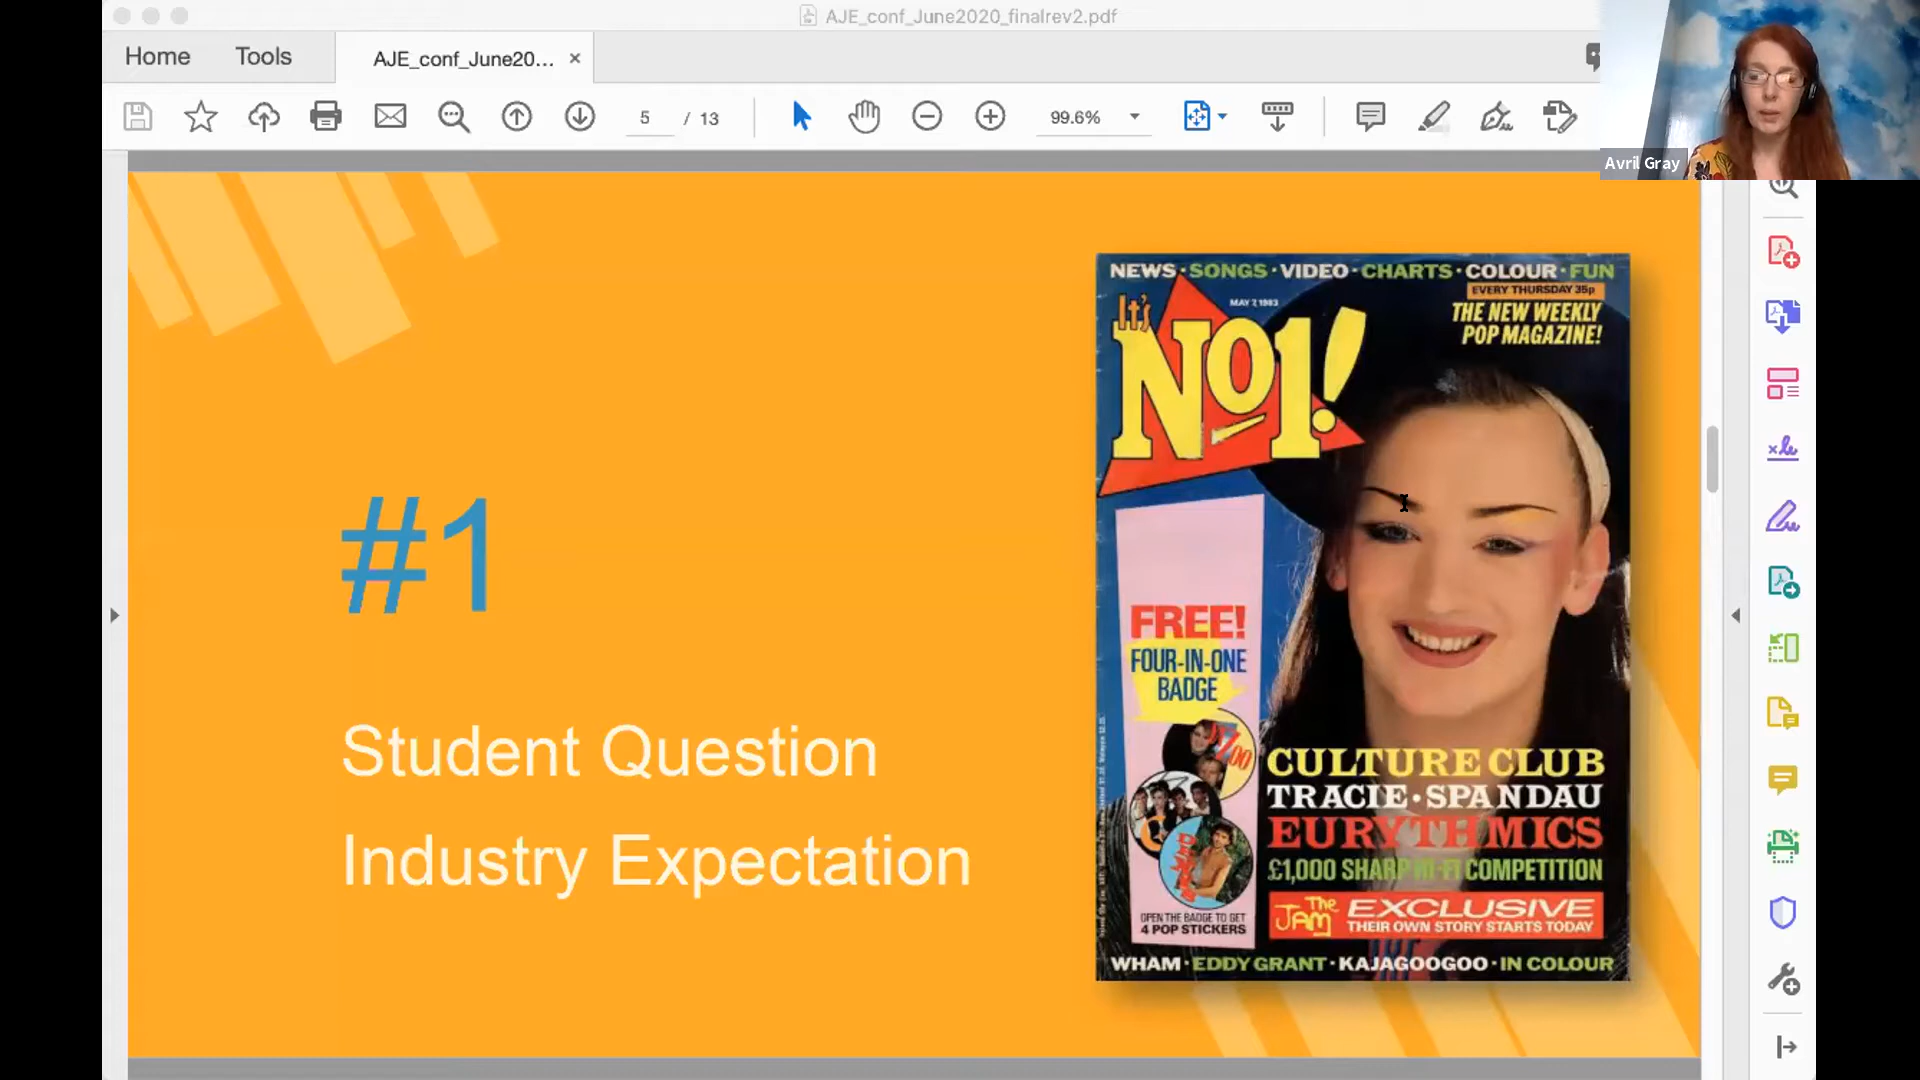 AJE_conf_June2020_finalrev2.pdf
Home
Tools
AJE_conf_June20...
5 / 13
99.6%
Avril Gray
#1
Student Question
Industry Expectation
NEWS · SONGS · VIDEO · CHARTS · COLOUR · FUN
EVERY THURSDAY 35p
MAY 7, 1983
THE NEW WEEKLY
POP MAGAZINE!
It's
No1!
FREE!
FOUR-IN-ONE
BADGE
OPEN THE BADGE TO GET
4 POP STICKERS
CULTURE CLUB
TRACIE · SPANDAU
EURYTHMICS
£1,000 SHARP HI-FI COMPETITION
The
JAM
EXCLUSIVE
THEIR OWN STORY STARTS TODAY
WHAM · EDDY GRANT · KAJAGOOGOO · IN COLOUR